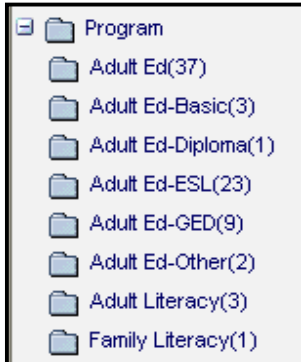 Program
Adult Ed(37)
Adult Ed-Basic(3)
Adult Ed-Diploma(1)
Adult Ed-ESL(23)
Adult Ed-GED(9)
Adult Ed-Other(2)
Adult Literacy(3)
Family Literacy(1)